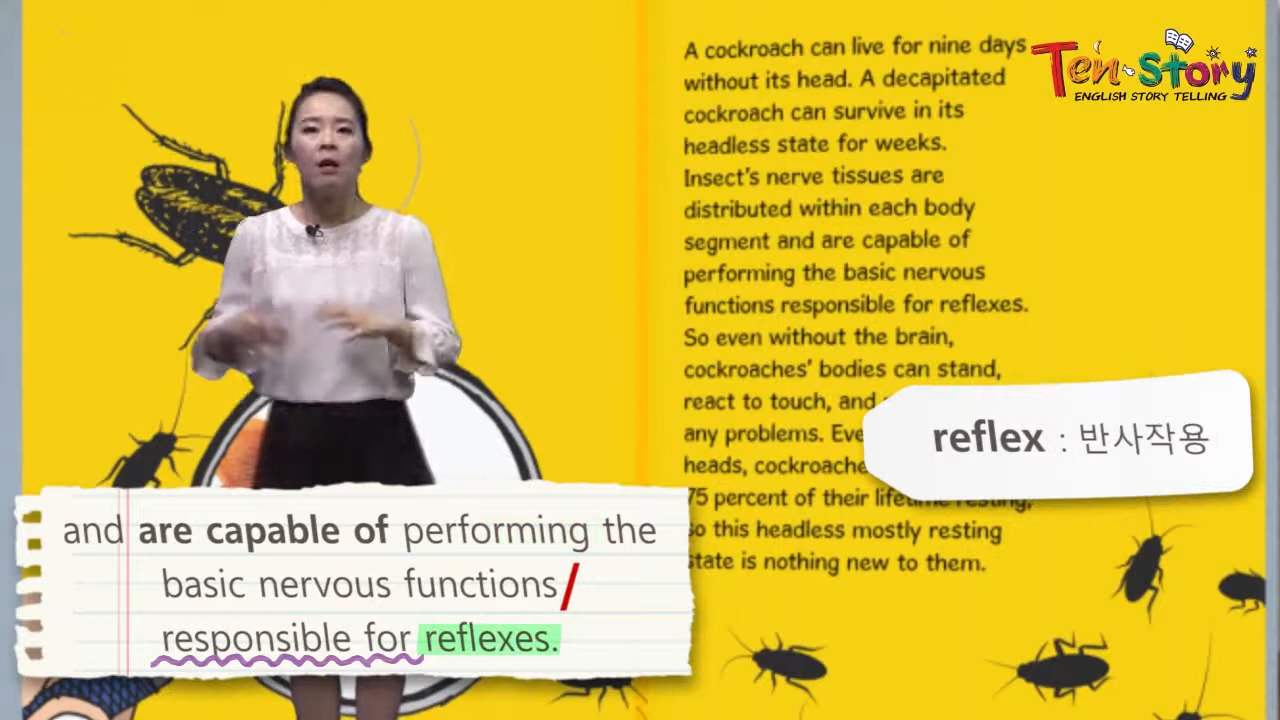 Ten Story
ENGLISH STORY TELLING
A cockroach can live for nine days
without its head. A decapitated
cockroach can survive in its
headless state for weeks.
Insect's nerve tissues are
distributed within each body
segment and are capable of
performing the basic nervous
functions responsible for reflexes.
So even without the brain,
cockroaches' bodies can stand,
react to touch, and
any problems. Eve
heads, cockroache
75 percent of their lifetime resting,
so this headless mostly resting
state is nothing new to them.
reflex : 반사작용
and are capable of performing the
basic nervous functions/
responsible for reflexes.